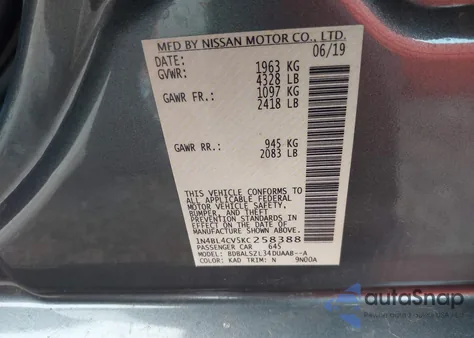 MFD BY NISSAN MOTOR CO., LTD.
DATE: 06/19
GVWR: 1963 KG
4328 LB
GAWR FR.: 1097 KG
2418 LB
GAWR RR.: 945 KG
2083 LB
THIS VEHICLE CONFORMS TO
ALL APPLICABLE FEDERAL
MOTOR VEHICLE SAFETY,
BUMPER, AND THEFT
PREVENTION STANDARDS IN
EFFECT ON THE DATE OF
MANUFACTURE SHOWN ABOVE.
1N4BL4CV5KC258388
PASSENGER CAR 645
MODEL: BDBALSZL34DUAAB--A
COLOR: KAD TRIM: N 9N00A
autoSnap